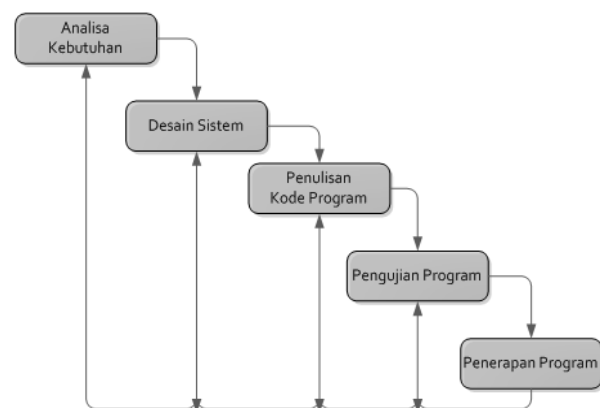 Analisa
Kebutuhan
Desain Sistem
Penulisan
Kode Program
Pengujian Program
Penerapan Program